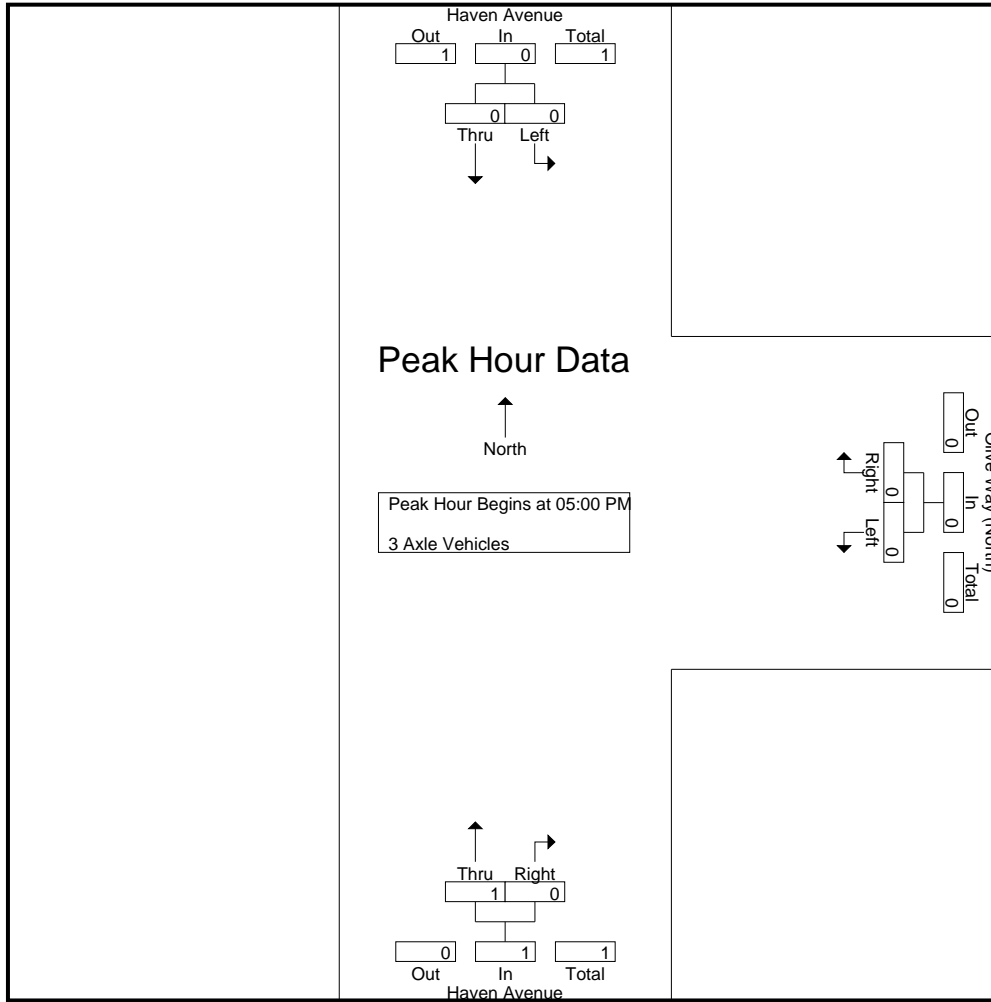 Haven Avenue
Out In Total
1 0 1
0 0
Thru Left
Peak Hour Data
North
Peak Hour Begins at 05:00 PM
3 Axle Vehicles
Out In Total
0 0 0
Way (North)
Right Left
0 0
Thru Right
1 0
0 1 1
Out In Total
Haven Avenue